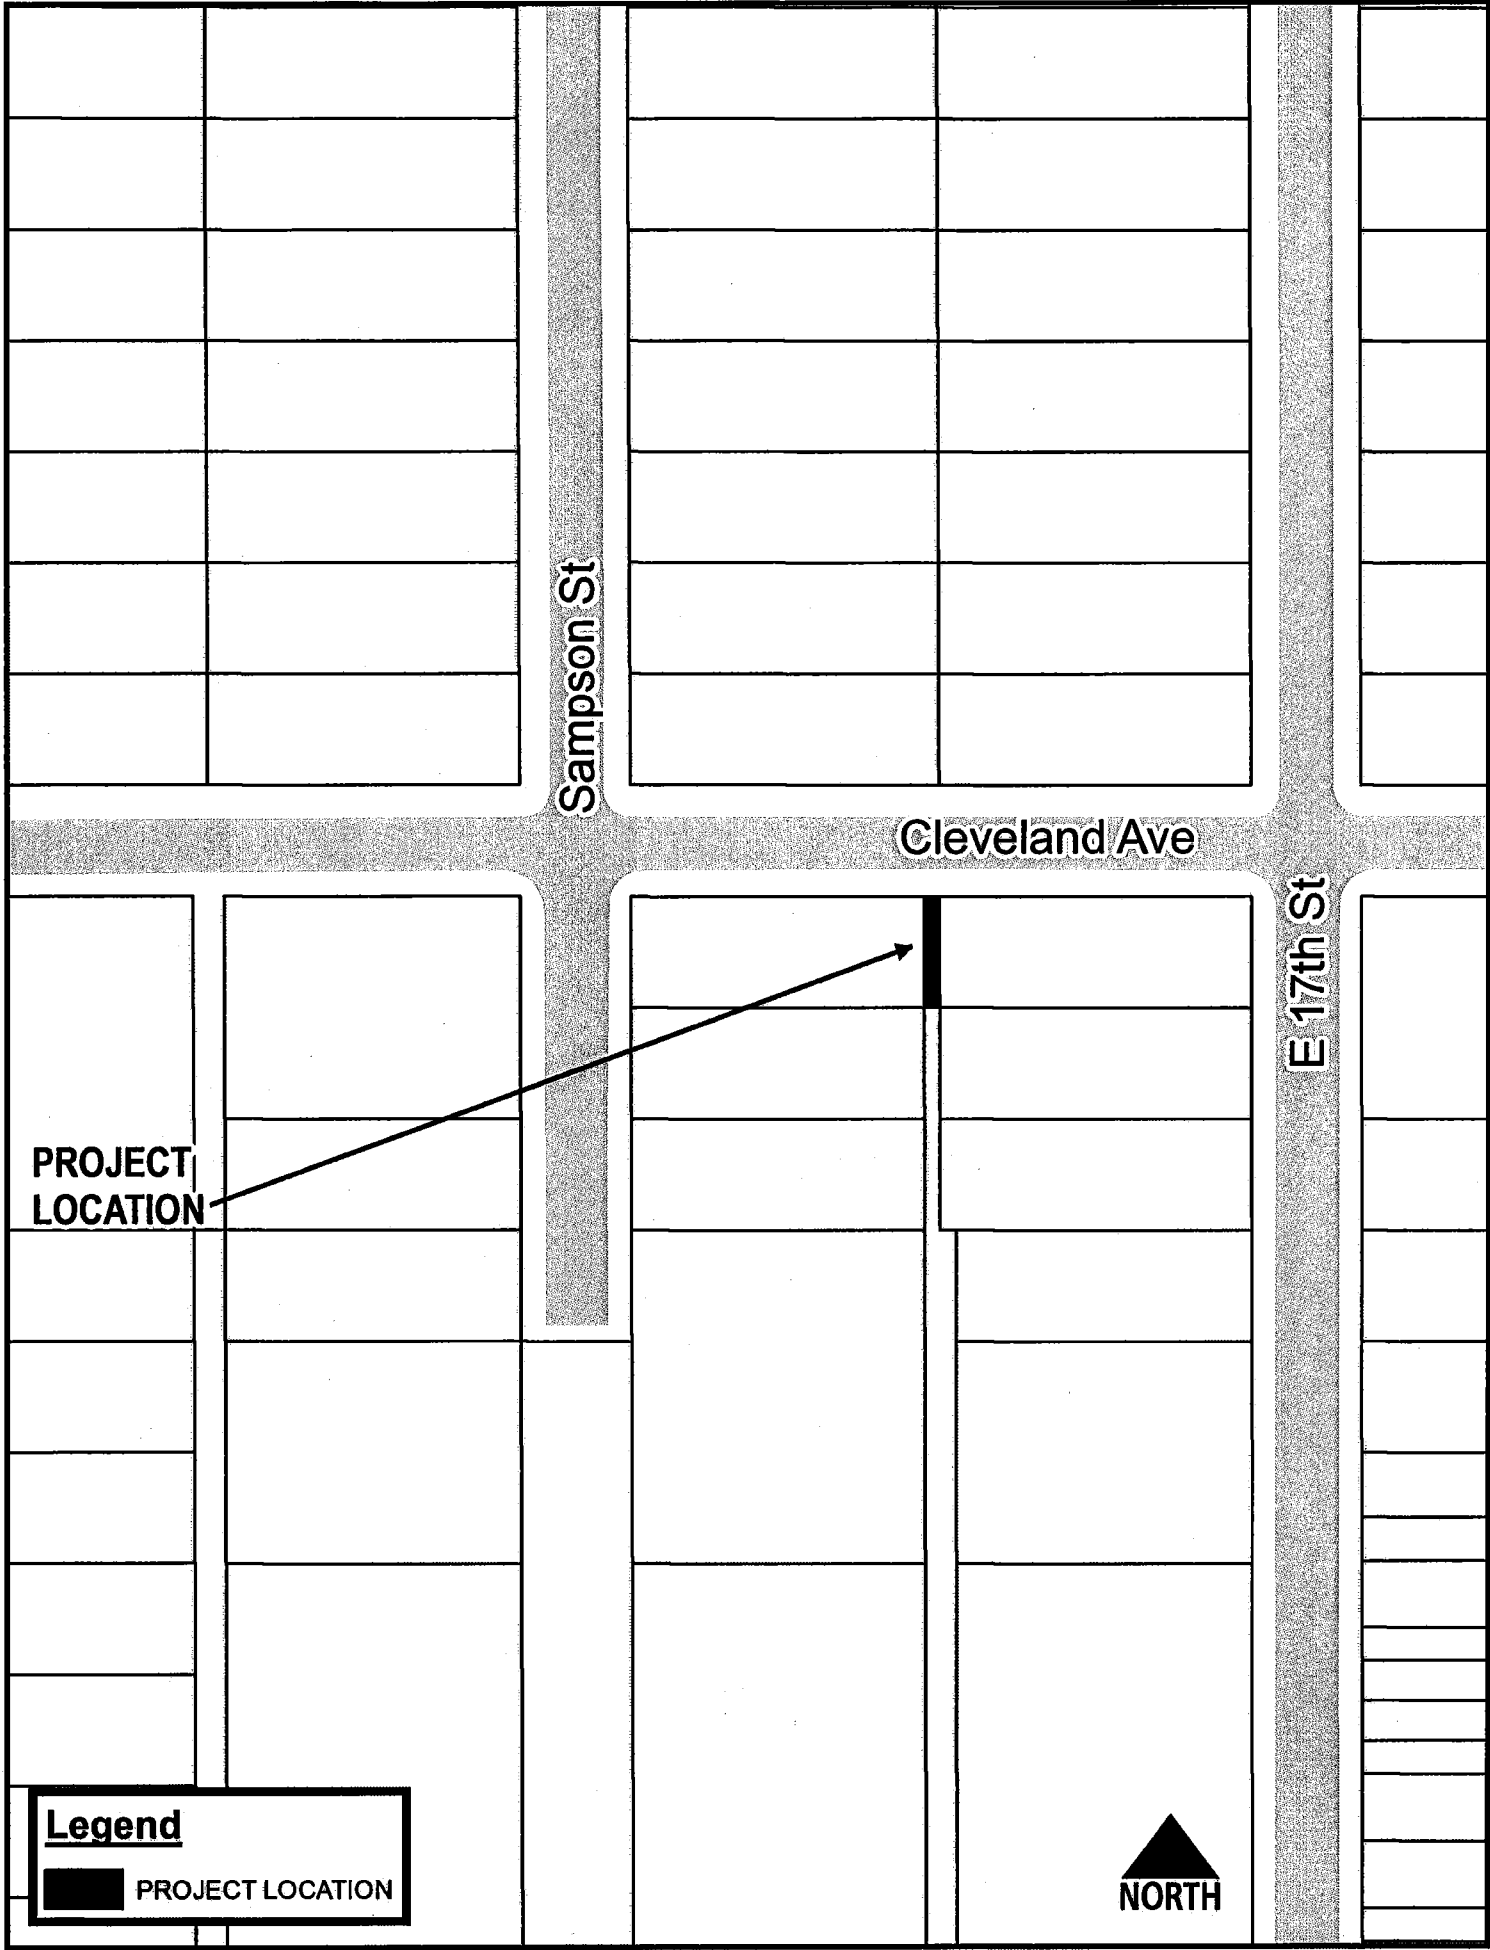 Sampson St
Cleveland Ave
E 17th St
PROJECT
LOCATION
Legend
PROJECT LOCATION
NORTH